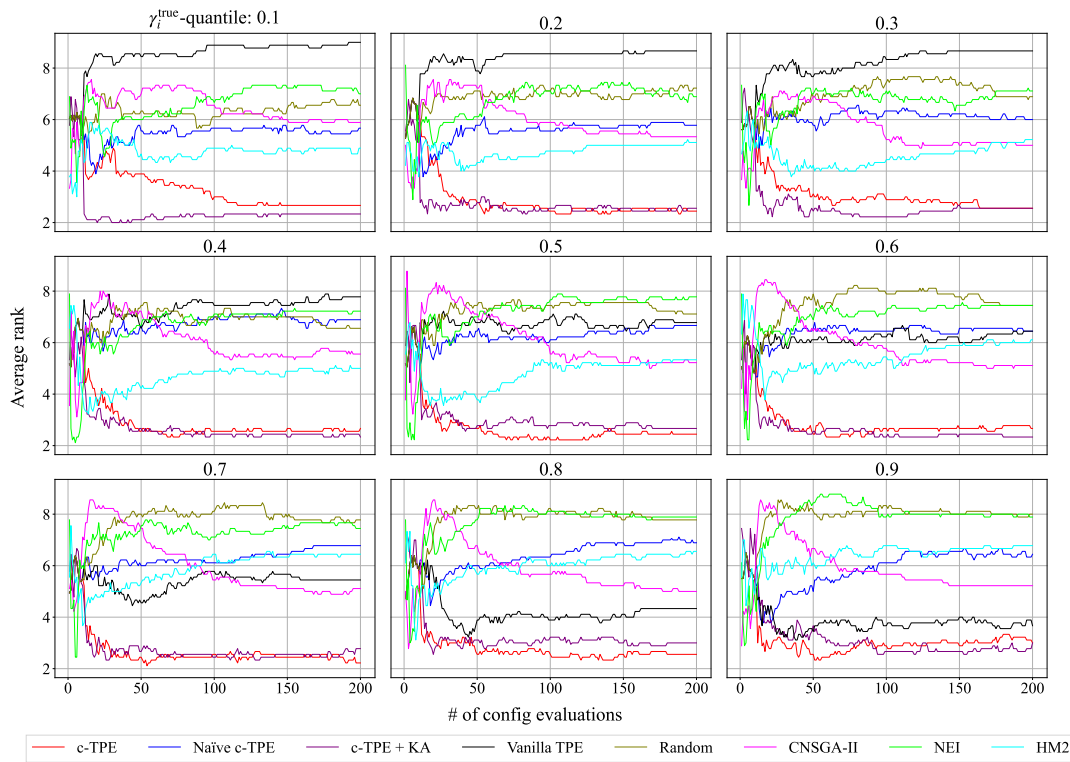 γ_i^true-quantile: 0.1
0.2
0.3
8
6
4
2
0.4
0.5
0.6
8
6
4
2
Average rank
0.7
0.8
0.9
8
6
4
2
0 50 100 150 200
0 50 100 150 200
0 50 100 150 200
# of config evaluations
c-TPE Naïve c-TPE c-TPE + KA Vanilla TPE Random CNSGA-II NEI HM2